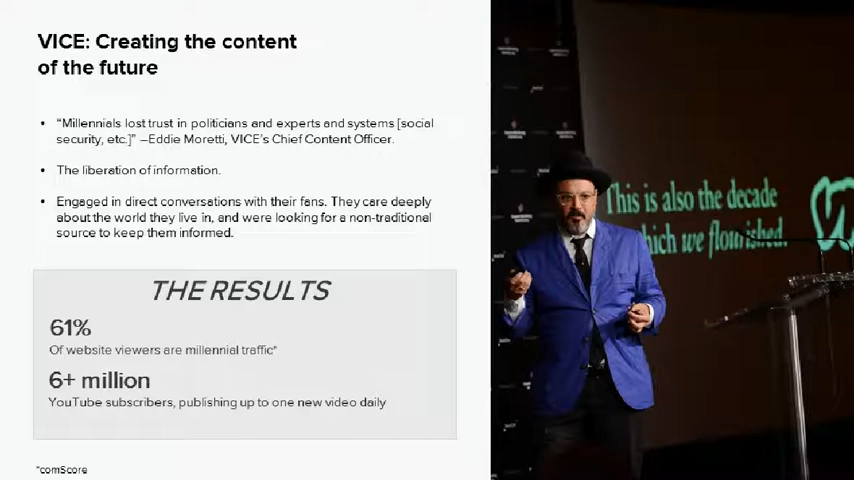 VICE: Creating the content
of the future
• “Millennials lost trust in politicians and experts and systems [social
security, etc.]” –Eddie Moretti, VICE's Chief Content Officer.
• The liberation of information.
• Engaged in direct conversations with their fans. They care deeply
about the world they live in, and were looking for a non-traditional
source to keep them informed.
THE RESULTS
61%
Of website viewers are millennial traffic*
6+ million
YouTube subscribers, publishing up to one new video daily
*comScore
This is also the decade
which we flourished.